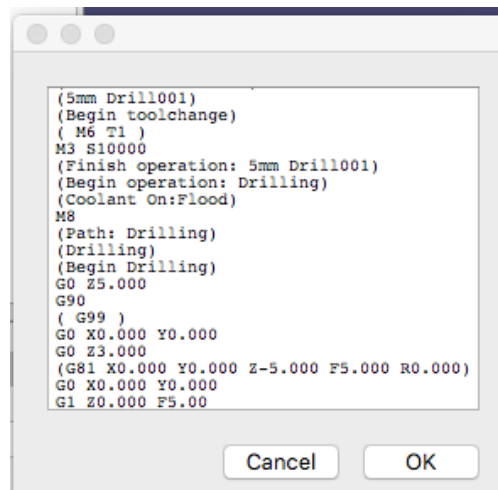 (5mm Drill001)
(Begin toolchange)
( M6 T1 )
M3 S10000
(Finish operation: 5mm Drill001)
(Begin operation: Drilling)
(Coolant On:Flood)
M8
(Path: Drilling)
(Drilling)
(Begin Drilling)
G0 Z5.000
G90
( G99 )
G0 X0.000 Y0.000
G0 Z3.000
(G81 X0.000 Y0.000 Z-5.000 F5.000 R0.000)
G0 X0.000 Y0.000
G1 Z0.000 F5.00
Cancel OK